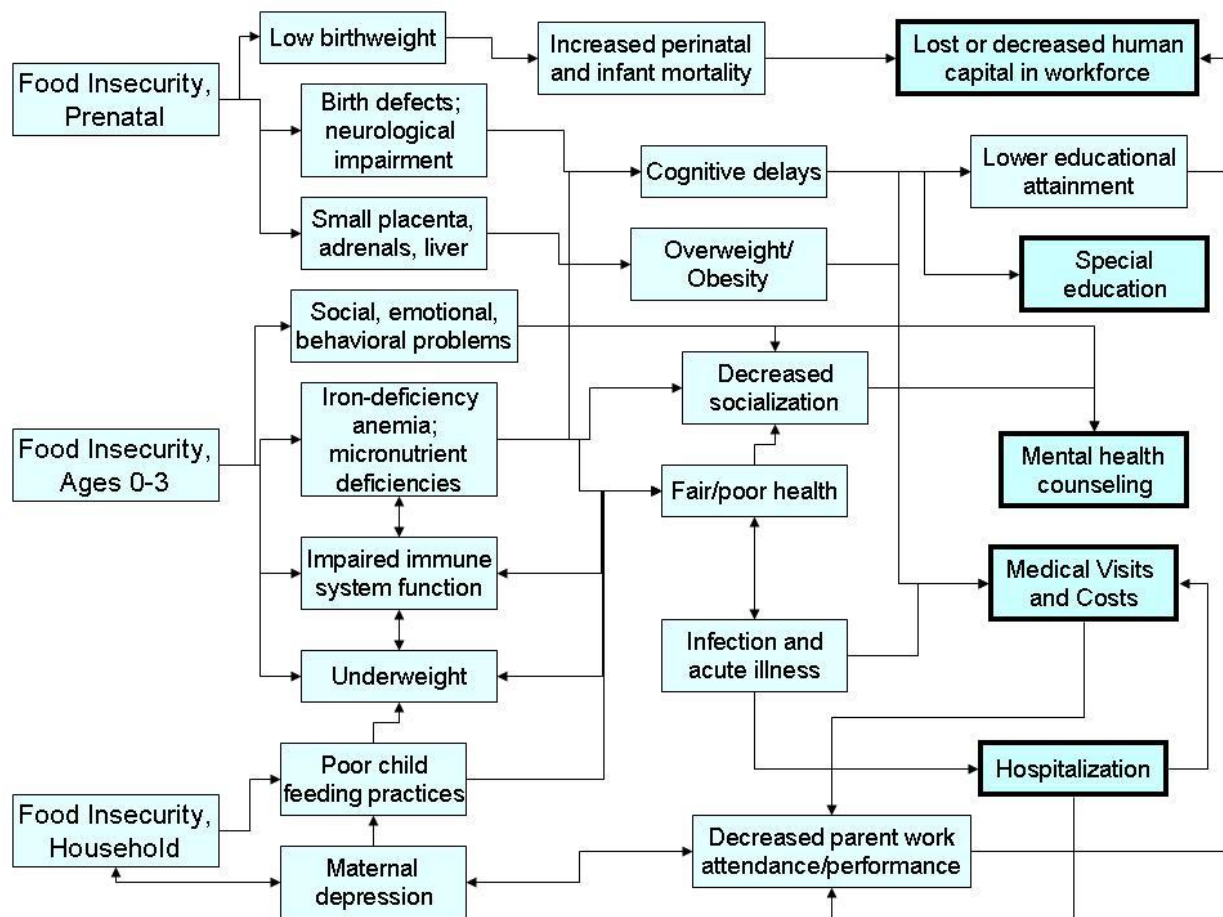 Low birthweight
Increased perinatal
and infant mortality
Lost or decreased human
capital in workforce
Food Insecurity,
Prenatal
Birth defects;
neurological
impairment
Cognitive delays
Lower educational
attainment
Small placenta,
adrenals, liver
Overweight/
Obesity
Special
education
Social, emotional,
behavioral problems
Decreased
socialization
Food Insecurity,
Ages 0-3
Iron-deficiency
anemia;
micronutrient
deficiencies
Fair/poor health
Mental health
counseling
Impaired immune
system function
Medical Visits
and Costs
Underweight
Infection and
acute illness
Poor child
feeding practices
Hospitalization
Food Insecurity,
Household
Maternal
depression
Decreased parent work
attendance/performance